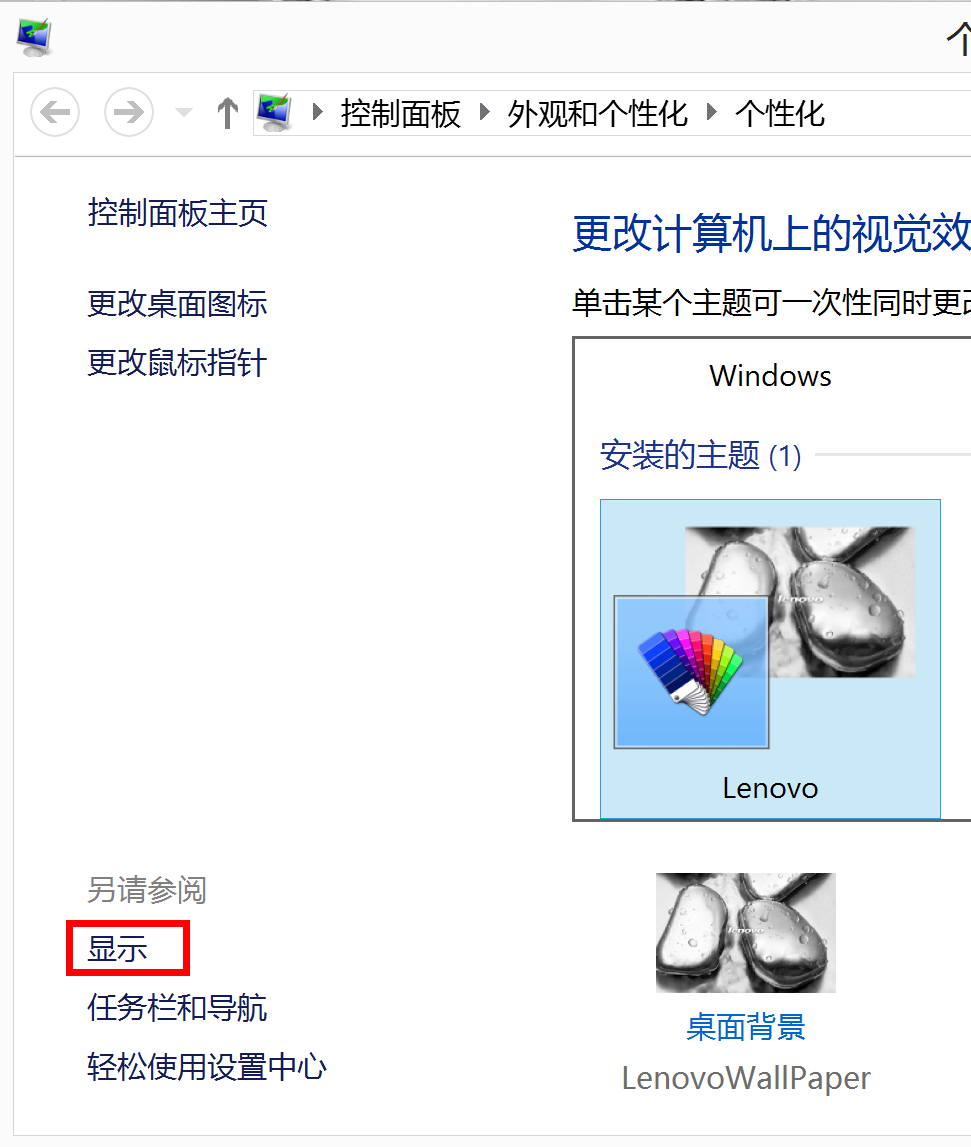 个
控制面板 外观和个性化 个性化
控制面板主页
更改桌面图标
更改鼠标指针
更改计算机上的视觉效
单击某个主题可一次性同时更改
Windows
安装的主题 (1)
lenovo
Lenovo
另请参阅
显示
任务栏和导航
轻松使用设置中心
lenovo
桌面背景
LenovoWallPaper